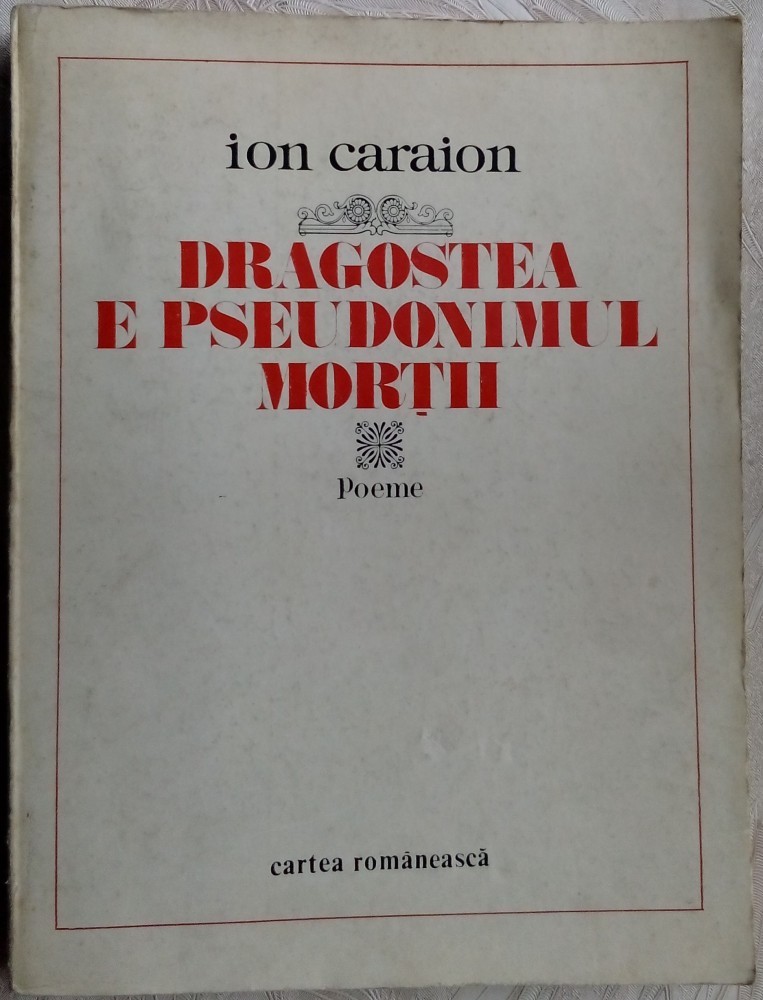 ion caraion
DRAGOSTEA
E PSEUDONIMUL
MORȚII
Poeme
cartea românească